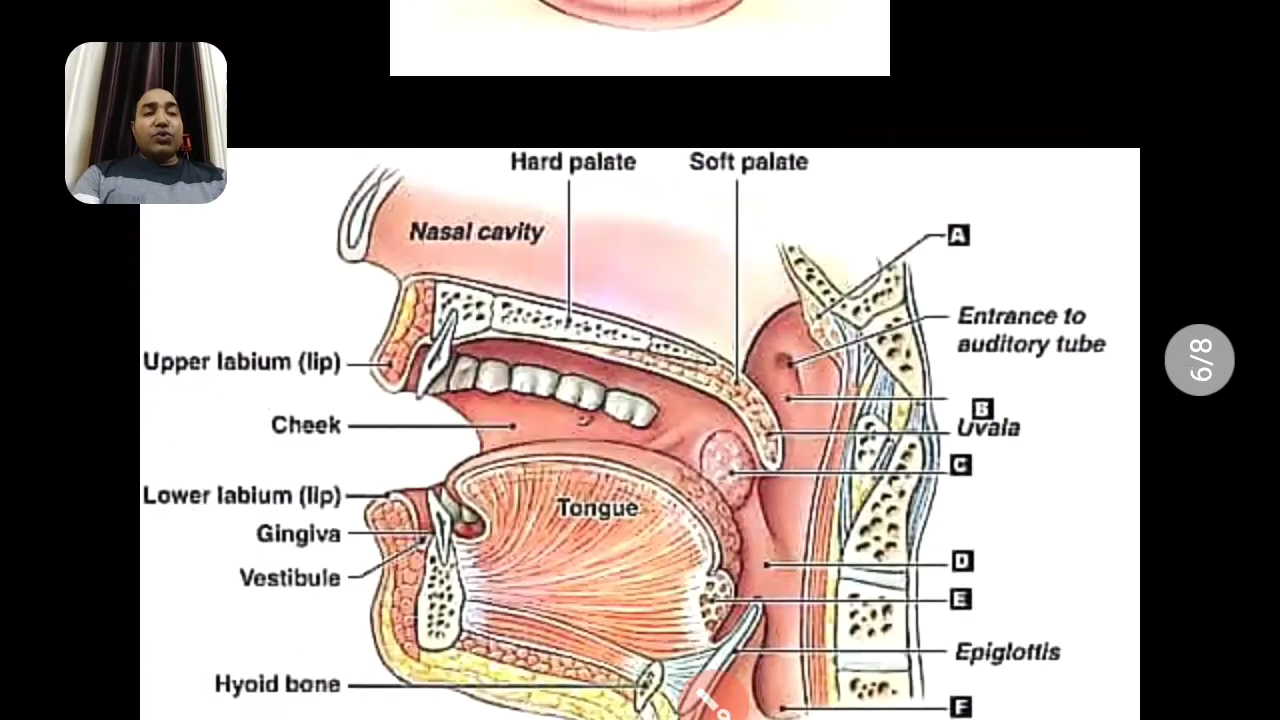 Hard palate
Soft palate
Nasal cavity
A
Entrance to
auditory tube
Upper labium (lip)
B
Uvala
Cheek
C
Lower labium (lip)
Tongue
Gingiva
D
Vestibule
E
Epiglottis
Hyoid bone
F
6/8